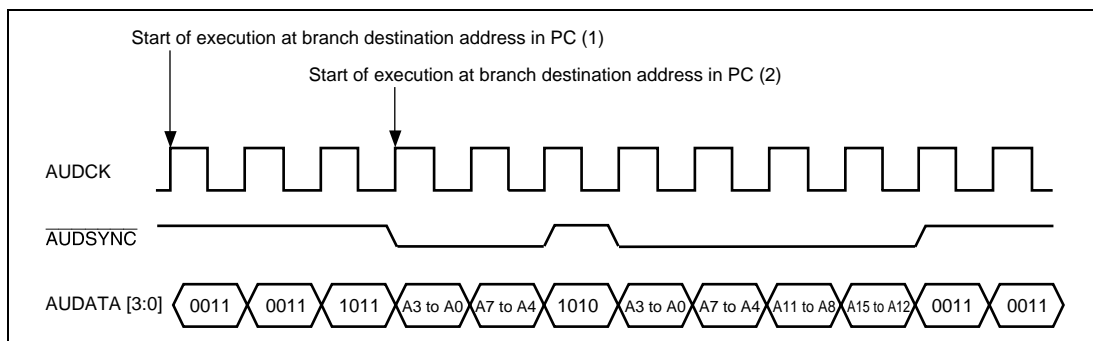 Start of execution at branch destination address in PC (1)
Start of execution at branch destination address in PC (2)
AUDCK
AUDSYNC
AUDATA [3:0] 0011 0011 1011 A3 to A0 A7 to A4 1010 A3 to A0 A7 to A4 A11 to A8 A15 to A12 0011 0011